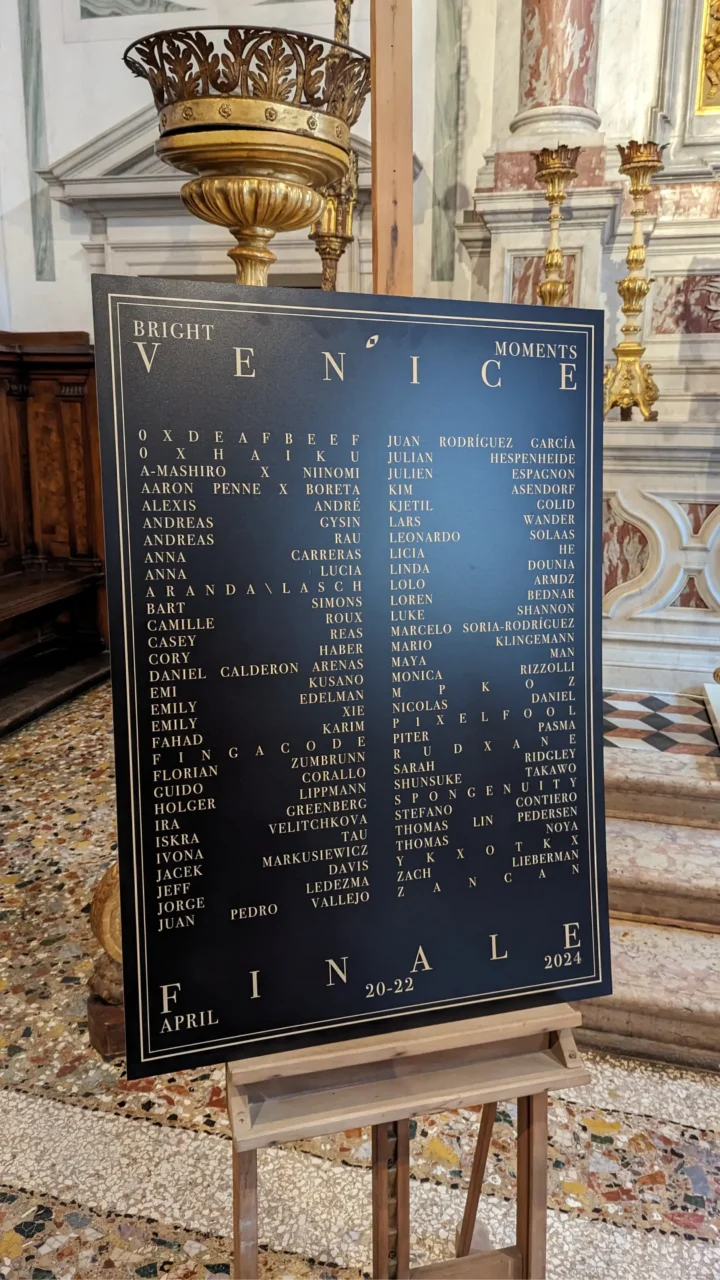 BRIGHT
MOMENTS
VENICE
0XDEAFBEEF
0XHAIKU
A-MASHIRO X NIINOMI
AARON PENNE X BORETA
ALEXIS ANDRÉ
ANDREAS GYSIN
ANDREAS RAU
ANNA CARRERAS
ANNA LUCIA
ARANDA\LASCH
BART SIMONS
CAMILLE ROUX
CASEY REAS
CORY HABER
DANIEL CALDERON ARENAS
EMI KUSANO
EMILY EDELMAN
EMILY XIE
FAHAD KARIM
FINGACODE
FLORIAN ZUMBRUNN
GUIDO CORALLO
HOLGER LIPPMANN
IRA GREENBERG
ISKRA VELITCHKOVA
IVONA TAU
JACEK MARKUSIEWICZ
JEFF DAVIS
JORGE LEDEZMA
JUAN PEDRO VALLEJO
JUAN RODRÍGUEZ GARCÍA
JULIAN HESPENHEIDE
JULIEN ESPAGNON
KIM ASENDORF
KJETIL GOLID
LARS WANDER
LEONARDO SOLAAS
LICIA HE
LINDA DOUNIA
LOLO ARMDZ
LOREN BEDNAR
LUKE SHANNON
MARCELO SORIA-RODRÍGUEZ
MARIO KLINGEMANN
MAYA MAN
MONICA RIZZOLLI
MPKOZ
NICOLAS DANIEL
PIXELFOOL
PITER PASMA
RUDXANE
SARAH RIDGLEY
SHUNSUKE TAKAWO
SPONGENUITY
STEFANO CONTIERO
THOMAS LIN PEDERSEN
THOMAS NOYA
YKXOTKX
ZACH LIEBERMAN
ZANCAN
FINALE
APRIL 20-22 2024